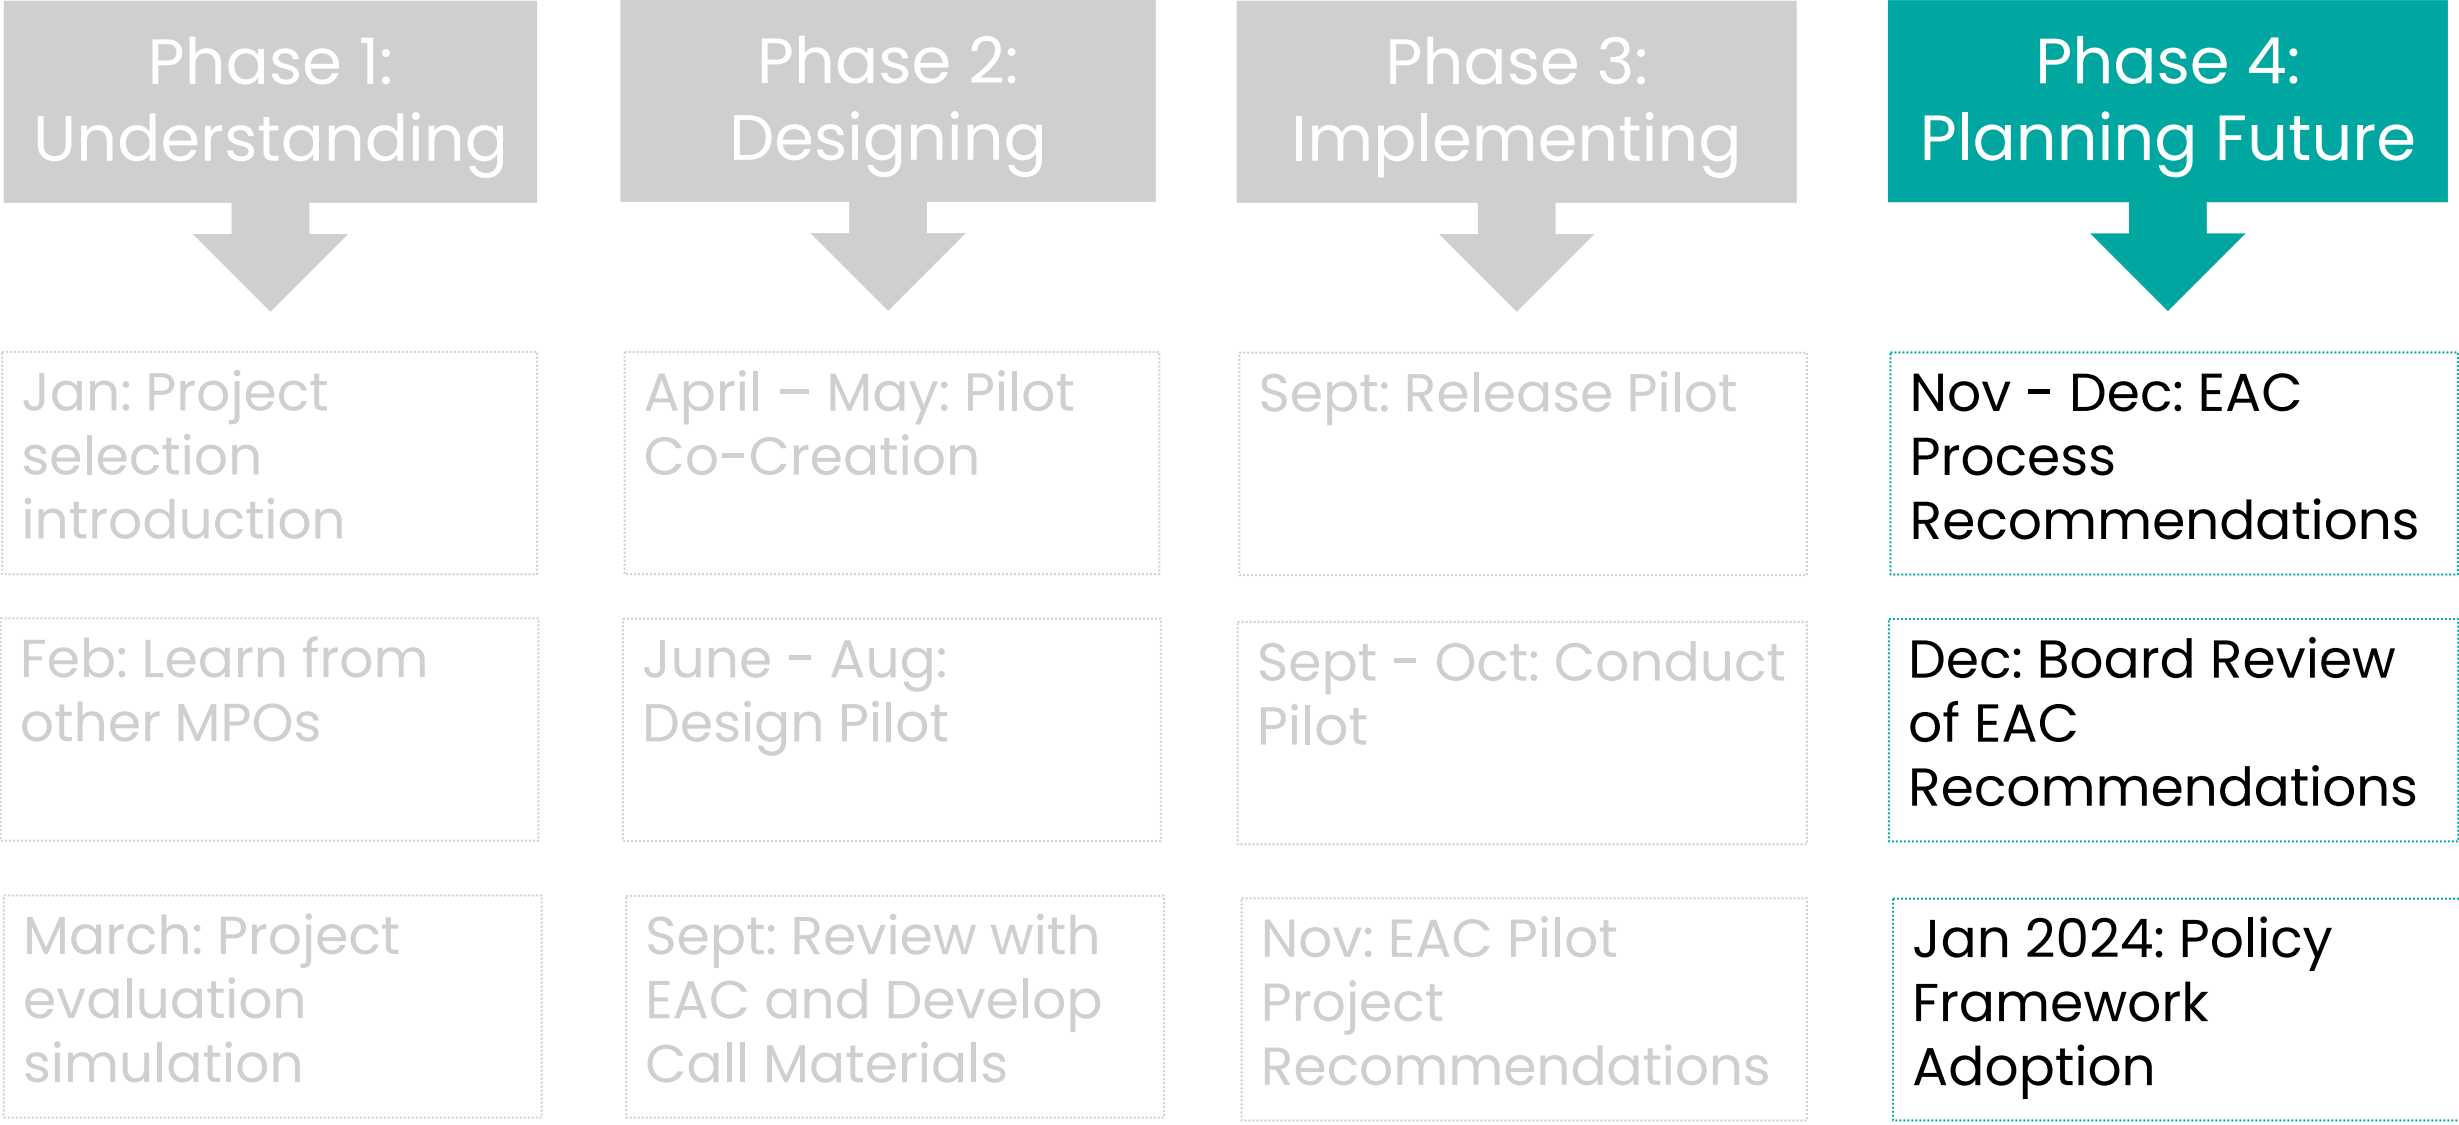 Phase 1:
Understanding
Jan: Project
selection
introduction
Feb: Learn from
other MPOs
March: Project
evaluation
simulation
Phase 2:
Designing
April – May: Pilot
Co-Creation
June - Aug:
Design Pilot
Sept: Review with
EAC and Develop
Call Materials
Phase 3:
Implementing
Sept: Release Pilot
Sept - Oct: Conduct
Pilot
Nov: EAC Pilot
Project
Recommendations
Phase 4:
Planning Future
Nov - Dec: EAC
Process
Recommendations
Dec: Board Review
of EAC
Recommendations
Jan 2024: Policy
Framework
Adoption